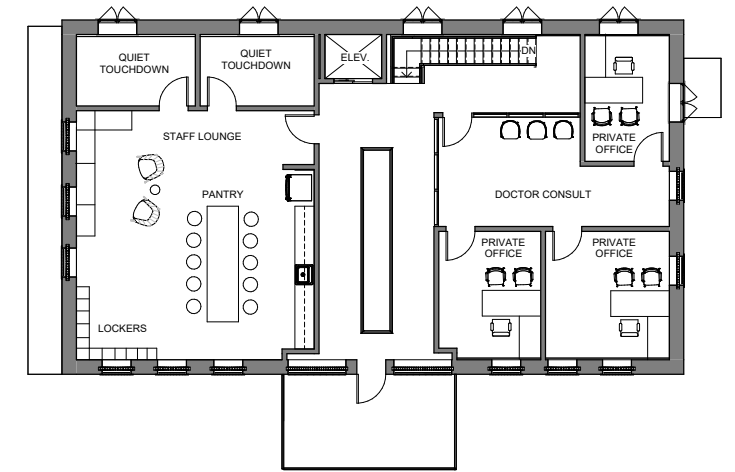 QUIET
TOUCHDOWN
QUIET
TOUCHDOWN
ELEV.
DN
PRIVATE
OFFICE
STAFF LOUNGE
PANTRY
DOCTOR CONSULT
PRIVATE
OFFICE
PRIVATE
OFFICE
LOCKERS